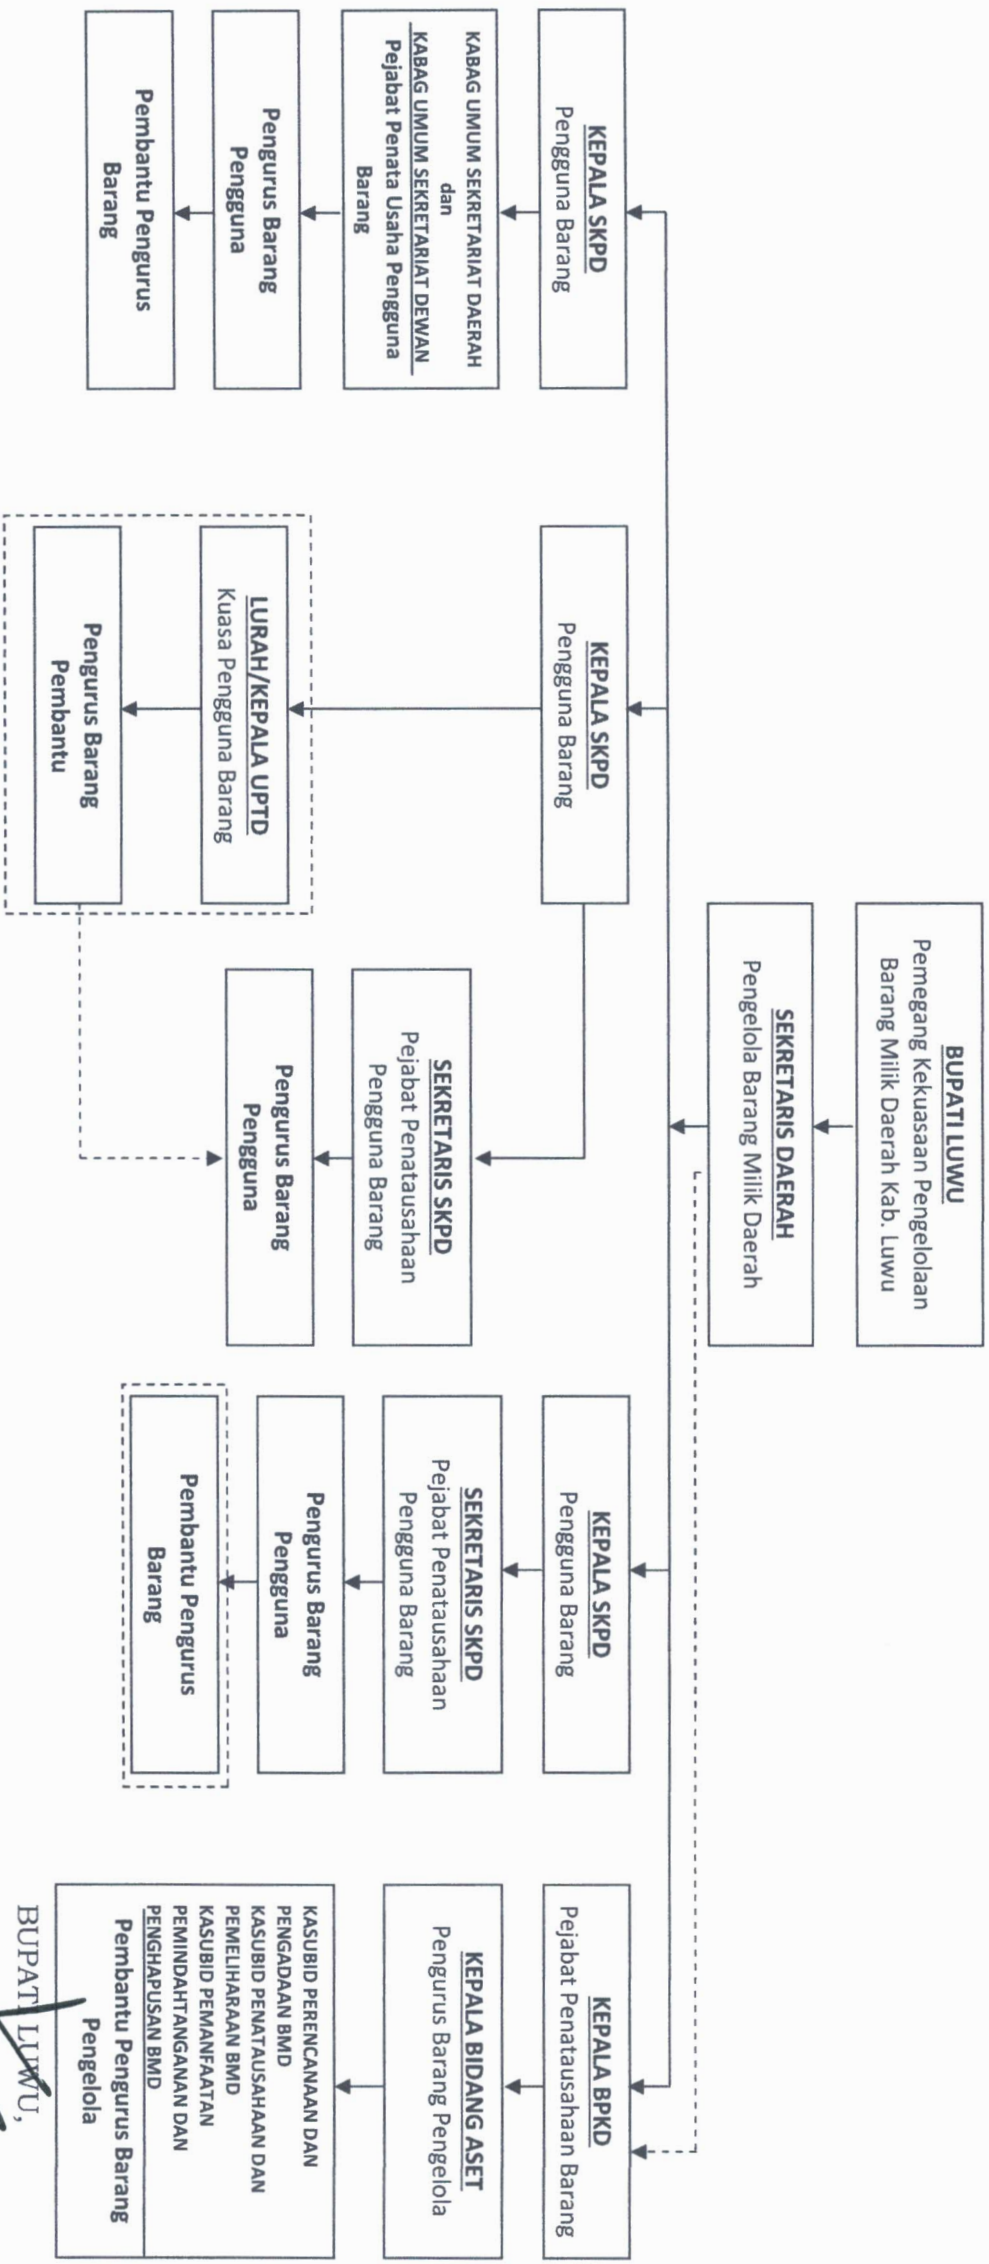 BUPATI LUWU
Pemegang Kekuasaan Pengelolaan
Barang Milik Daerah Kab. Luwu
SEKRETARIS DAERAH
Pengelola Barang Milik Daerah
KEPALA SKPD
Pengguna Barang
KABAG UMUM SEKRETARIAT DAERAH
dan
KABAG UMUM SEKRETARIAT DEWAN
Pejabat Penata Usaha Pengguna
Barang
Pengurus Barang
Pengguna
Pembantu Pengurus
Barang
KEPALA SKPD
Pengguna Barang
LURAH/KEPALA UPTD
Kuasa Pengguna Barang
Pengurus Barang
Pembantu
SEKRETARIS SKPD
Pejabat Penatausahaan
Pengguna Barang
Pengurus Barang
Pengguna
KEPALA SKPD
Pengguna Barang
SEKRETARIS SKPD
Pejabat Penatausahaan
Pengguna Barang
Pengurus Barang
Pengguna
Pembantu Pengurus
Barang
KEPALA BPKD
Pejabat Penatausahaan Barang
KEPALA BIDANG ASET
Pengurus Barang Pengelola
KASUBID PERENCANAAN DAN
PENGADAAN BMD
KASUBID PENATAUSAHAAN DAN
PEMELIHARAAN BMD
KASUBID PEMANFAATAN
PEMINDAHTANGANAN DAN
PENGHAPUSAN BMD
Pembantu Pengurus Barang
Pengelola
BUPATI LUWU,